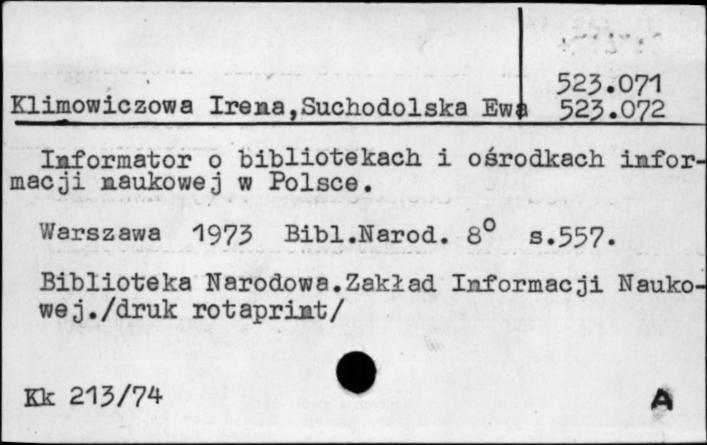 523.071
Klimowiczowa Irena,Suchodolska Ewa 523.072
Informator o bibliotekach i ośrodkach infor-
macji naukowej w Polsce.
Warszawa 1973 Bibl.Narod. 8° s.557.
Biblioteka Narodowa.Zakład Informacji Nauko-
wej./druk rotaprint/
Kk 213/74 A